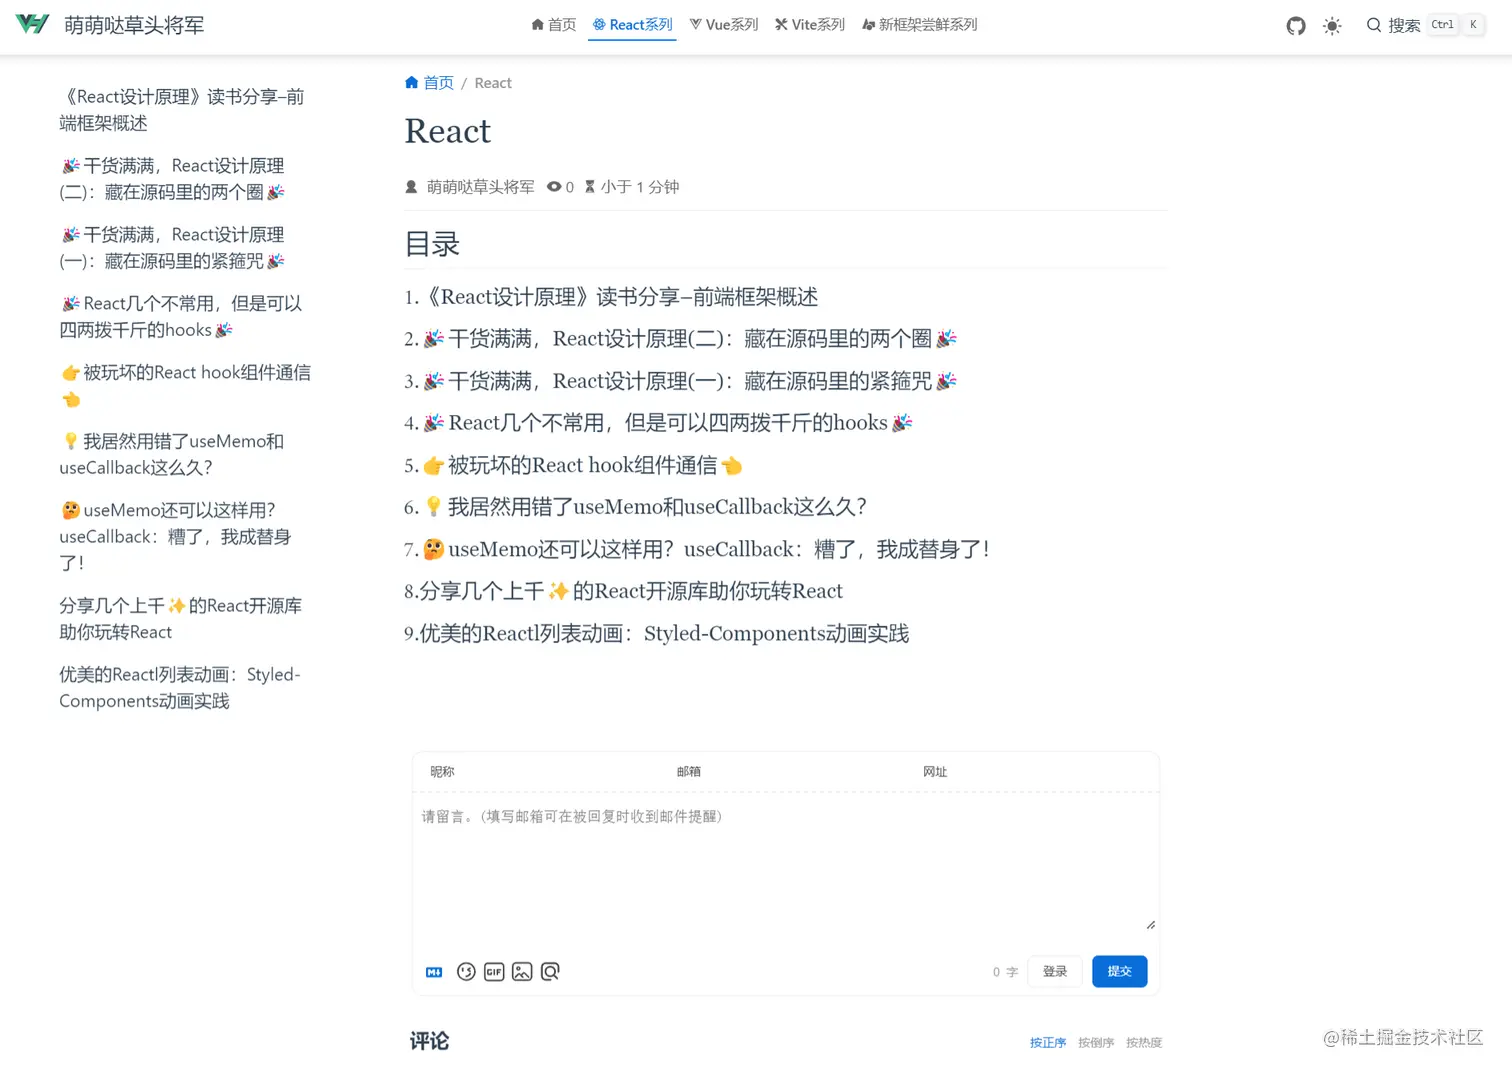 萌萌哒草头将军
首页 React系列 Vue系列 Vite系列 新框架尝鲜系列
搜索 Ctrl K
《React设计原理》读书分享–前
端框架概述
🎉干货满满，React设计原理
(二)：藏在源码里的两个圈🎉
🎉干货满满，React设计原理
(一)：藏在源码里的紧箍咒🎉
🎉React几个不常用，但是可以
四两拨千斤的hooks🎉
👉被玩坏的React hook组件通信
👈
💡我居然用错了useMemo和
useCallback这么久？
🤔useMemo还可以这样用？
useCallback：糟了，我成替身
了！
分享几个上千✨的React开源库
助你玩转React
优美的Reactl列表动画：Styled-
Components动画实践
首页 / React
React
萌萌哒草头将军 0 小于 1 分钟
目录
1.《React设计原理》读书分享–前端框架概述
2.🎉干货满满，React设计原理(二)：藏在源码里的两个圈🎉
3.🎉干货满满，React设计原理(一)：藏在源码里的紧箍咒🎉
4.🎉React几个不常用，但是可以四两拨千斤的hooks🎉
5.👉被玩坏的React hook组件通信👈
6.💡我居然用错了useMemo和useCallback这么久？
7.🤔useMemo还可以这样用？useCallback：糟了，我成替身了！
8.分享几个上千✨的React开源库助你玩转React
9.优美的Reactl列表动画：Styled-Components动画实践
昵称 邮箱 网址
请留言。(填写邮箱可在被回复时收到邮件提醒)
M↓ GIF 0 字 登录 提交
评论 按正序 按倒序 按热度
@稀土掘金技术社区